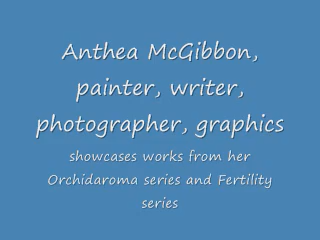 Anthea McGibbon,
painter, writer,
photographer, graphics
showcases works from her
Orchidaroma series and Fertility
series